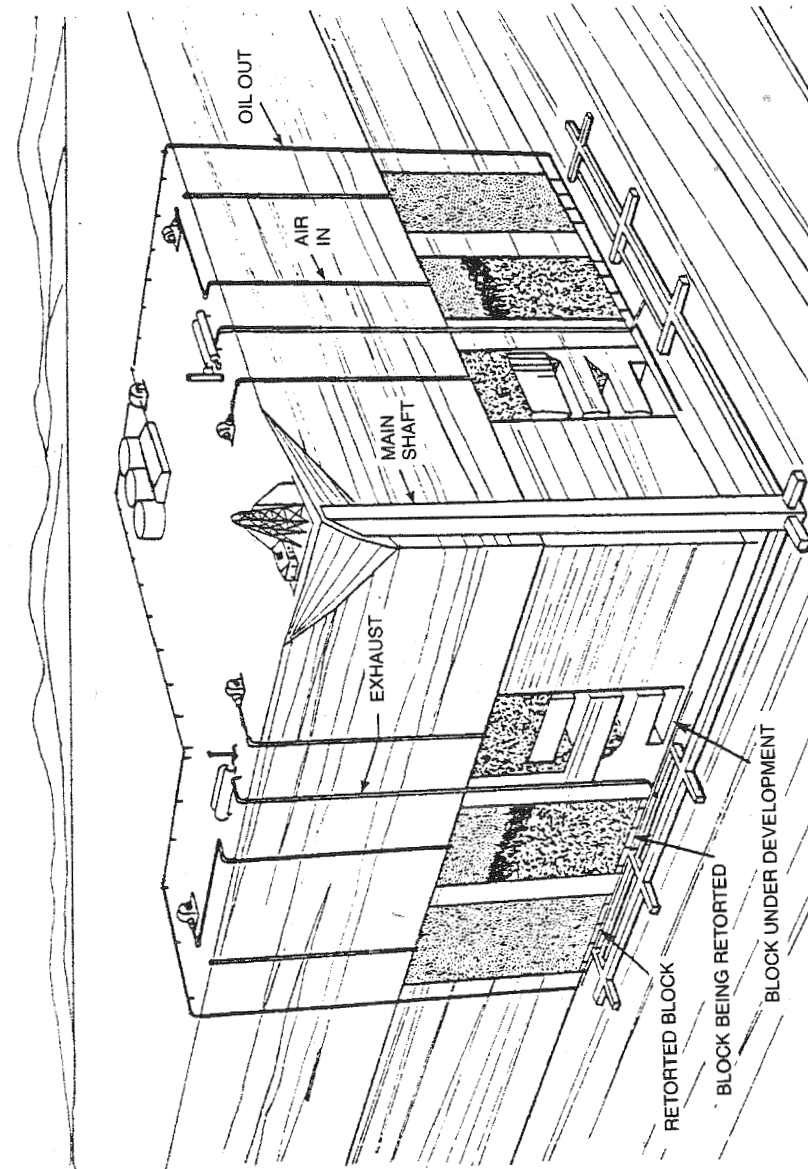 OIL OUT
AIR
IN
MAIN
SHAFT
EXHAUST
RETORTED BLOCK
BLOCK BEING RETORTED
BLOCK UNDER DEVELOPMENT